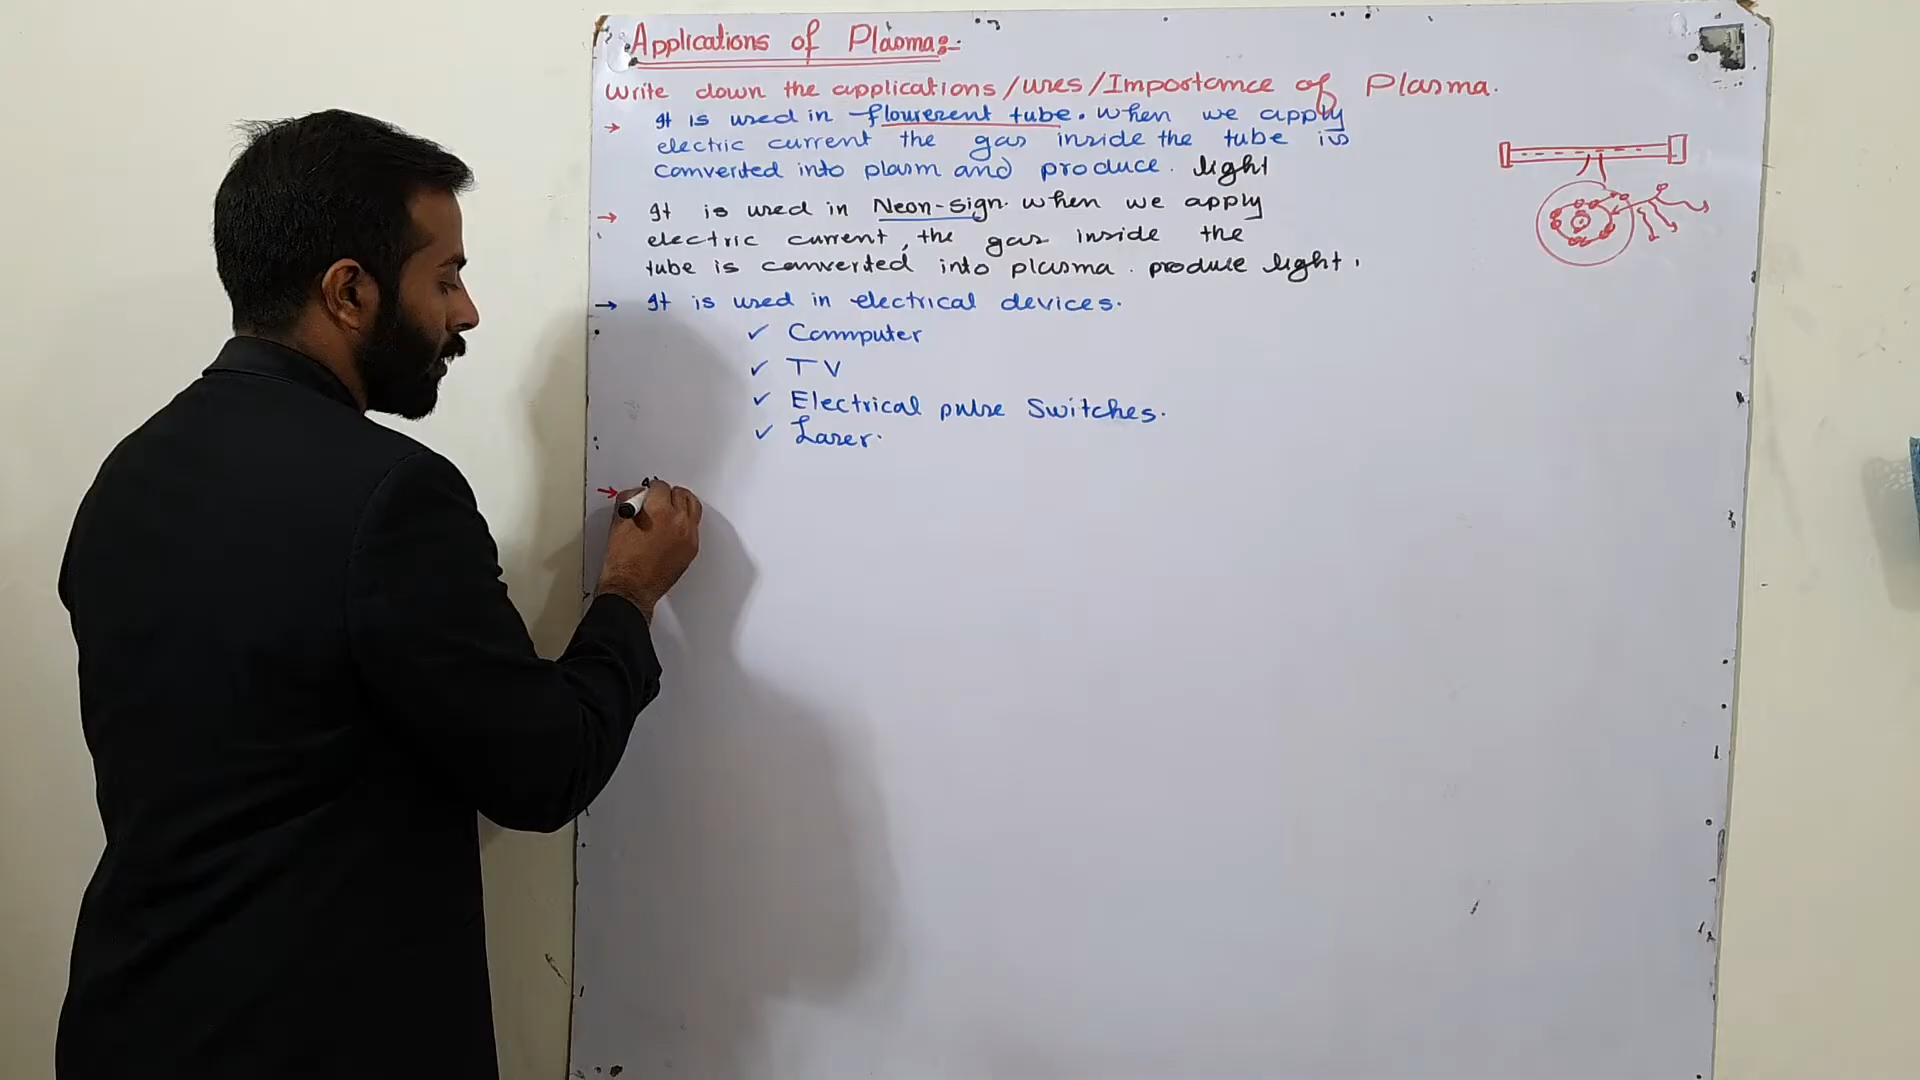 Applications of Plasma:-
Write down the applications/uses/Importance of Plasma.
→ It is used in flouresent tube. When we apply
electric current the gas inside the tube is
converted into plasm and produce. light
→ It is used in Neon-sign. when we apply
electric current, the gas inside the
tube is converted into plasma. produce light.
→ It is used in electrical devices.
✓ Computer
✓ TV
✓ Electrical pulse Switches.
✓ Lazer.
→